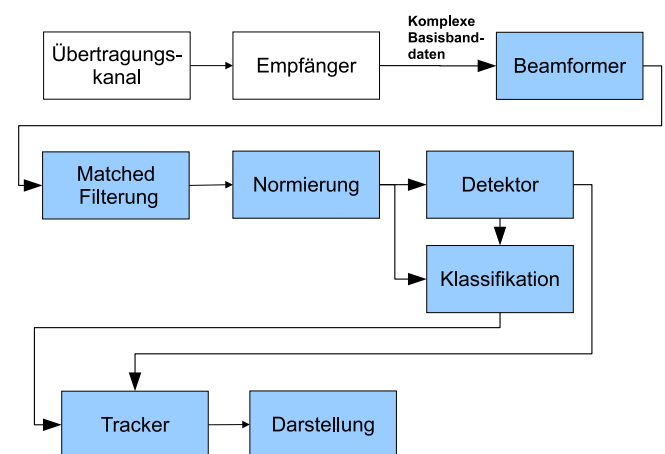 Übertragungs-
kanal
Empfänger
Komplexe
Basisband-
daten
Beamformer
Matched
Filterung
Normierung
Detektor
Klassifikation
Tracker
Darstellung